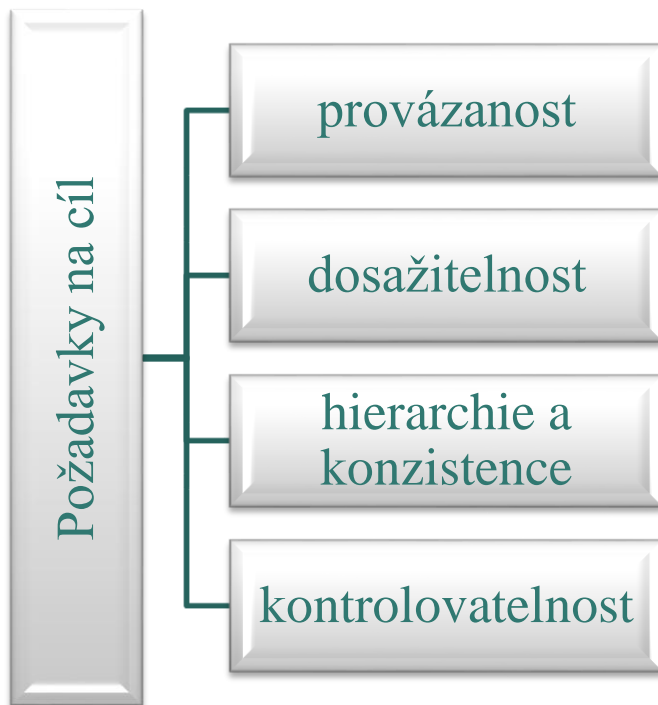 Požadavky na cíl
provázanost
dosažitelnost
hierarchie a
konzistence
kontrolovatelnost